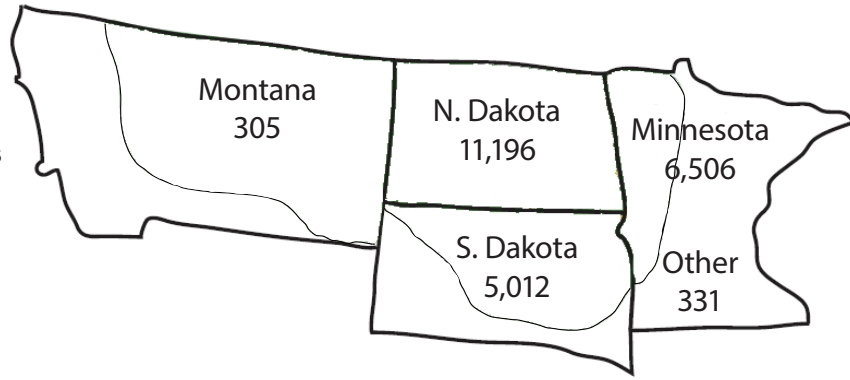 Montana
305
N. Dakota
11,196
Minnesota
6,506
S. Dakota
5,012
Other
331